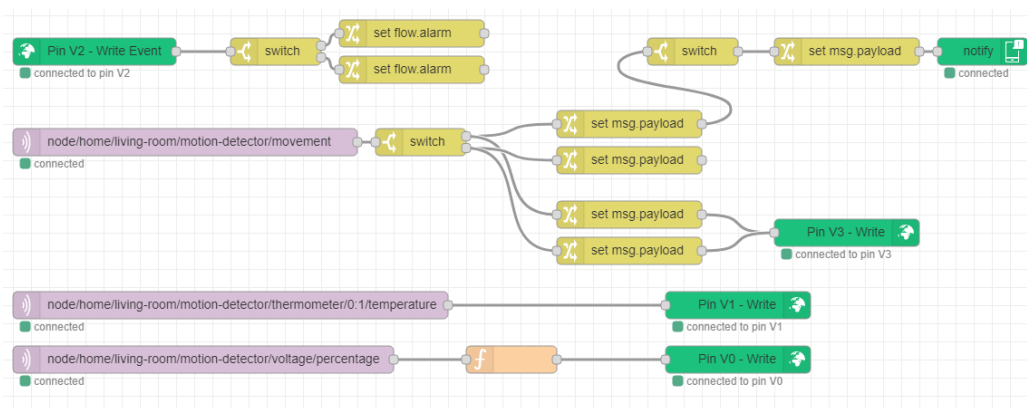 set flow.alarm
Pin V2 - Write Event
switch
switch
set msg.payload
notify
connected to pin V2
set flow.alarm
connected
set msg.payload
node/home/living-room/motion-detector/movement
switch
connected
set msg.payload
set msg.payload
Pin V3 - Write
set msg.payload
connected to pin V3
node/home/living-room/motion-detector/thermometer/0:1/temperature
Pin V1 - Write
connected
connected to pin V1
node/home/living-room/motion-detector/voltage/percentage
f
Pin V0 - Write
connected
connected to pin V0